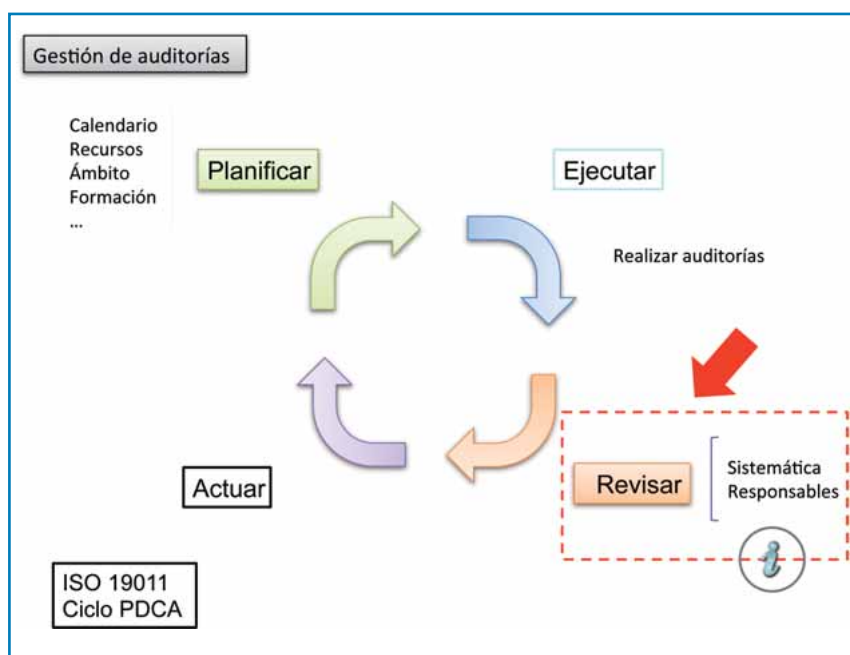 Gestión de auditorías
Calendario
Recursos
Ámbito
Formación
...
Planificar
Ejecutar
Realizar auditorías
Revisar
Sistemática
Responsables
i
Actuar
ISO 19011
Ciclo PDCA